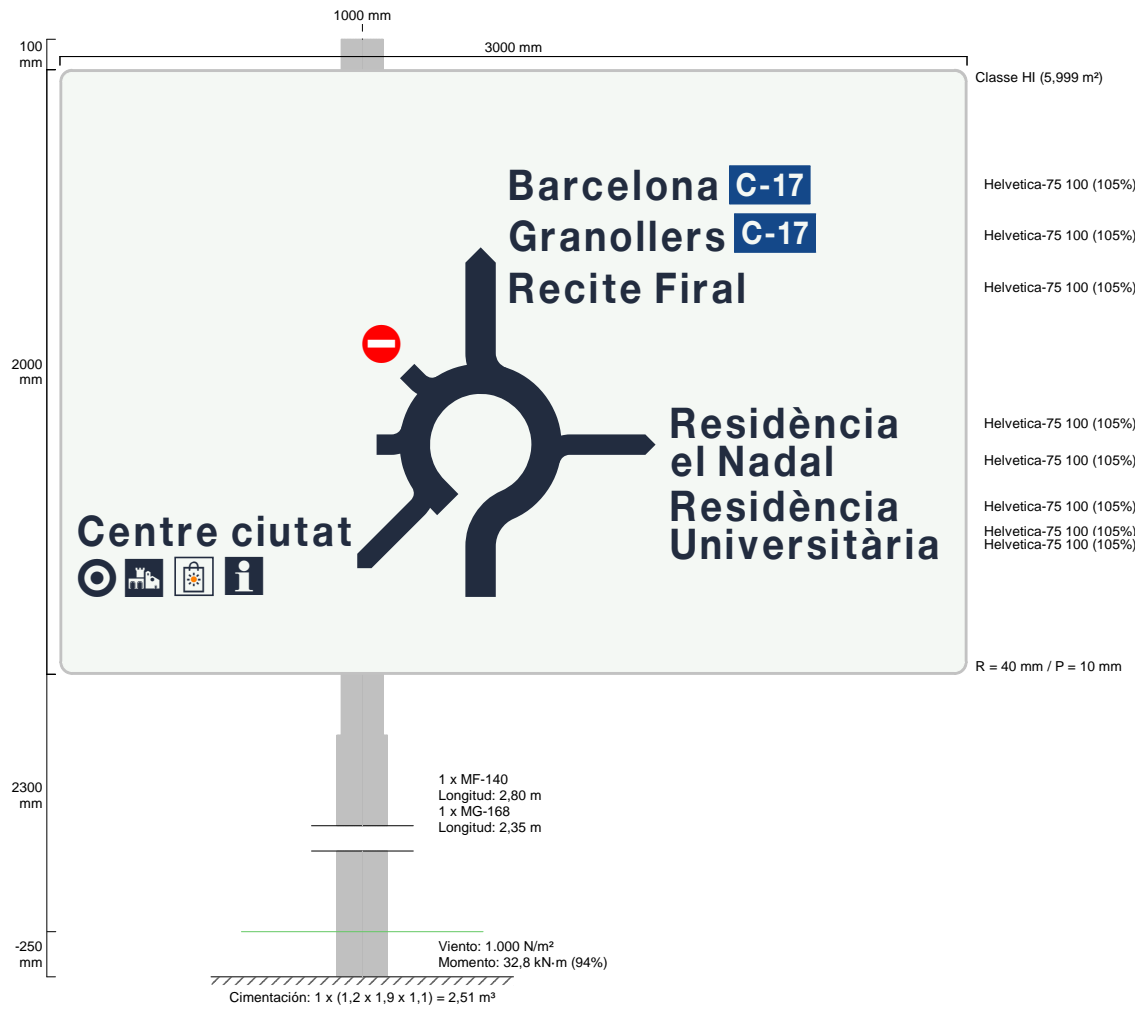 1000 mm
100
mm
3000 mm
Classe HI (5,999 m²)
Barcelona C-17
Helvetica-75 100 (105%)
Granollers C-17
Helvetica-75 100 (105%)
Recite Firal
Helvetica-75 100 (105%)
2000
mm
Residència
Helvetica-75 100 (105%)
el Nadal
Helvetica-75 100 (105%)
Residència
Helvetica-75 100 (105%)
Centre ciutat
Helvetica-75 100 (105%)
Universitària
Helvetica-75 100 (105%)
i
R = 40 mm / P = 10 mm
2300
mm
1 x MF-140
Longitud: 2,80 m
1 x MG-168
Longitud: 2,35 m
-250
mm
Viento: 1.000 N/m²
Momento: 32,8 kN·m (94%)
Cimentación: 1 x (1,2 x 1,9 x 1,1) = 2,51 m³